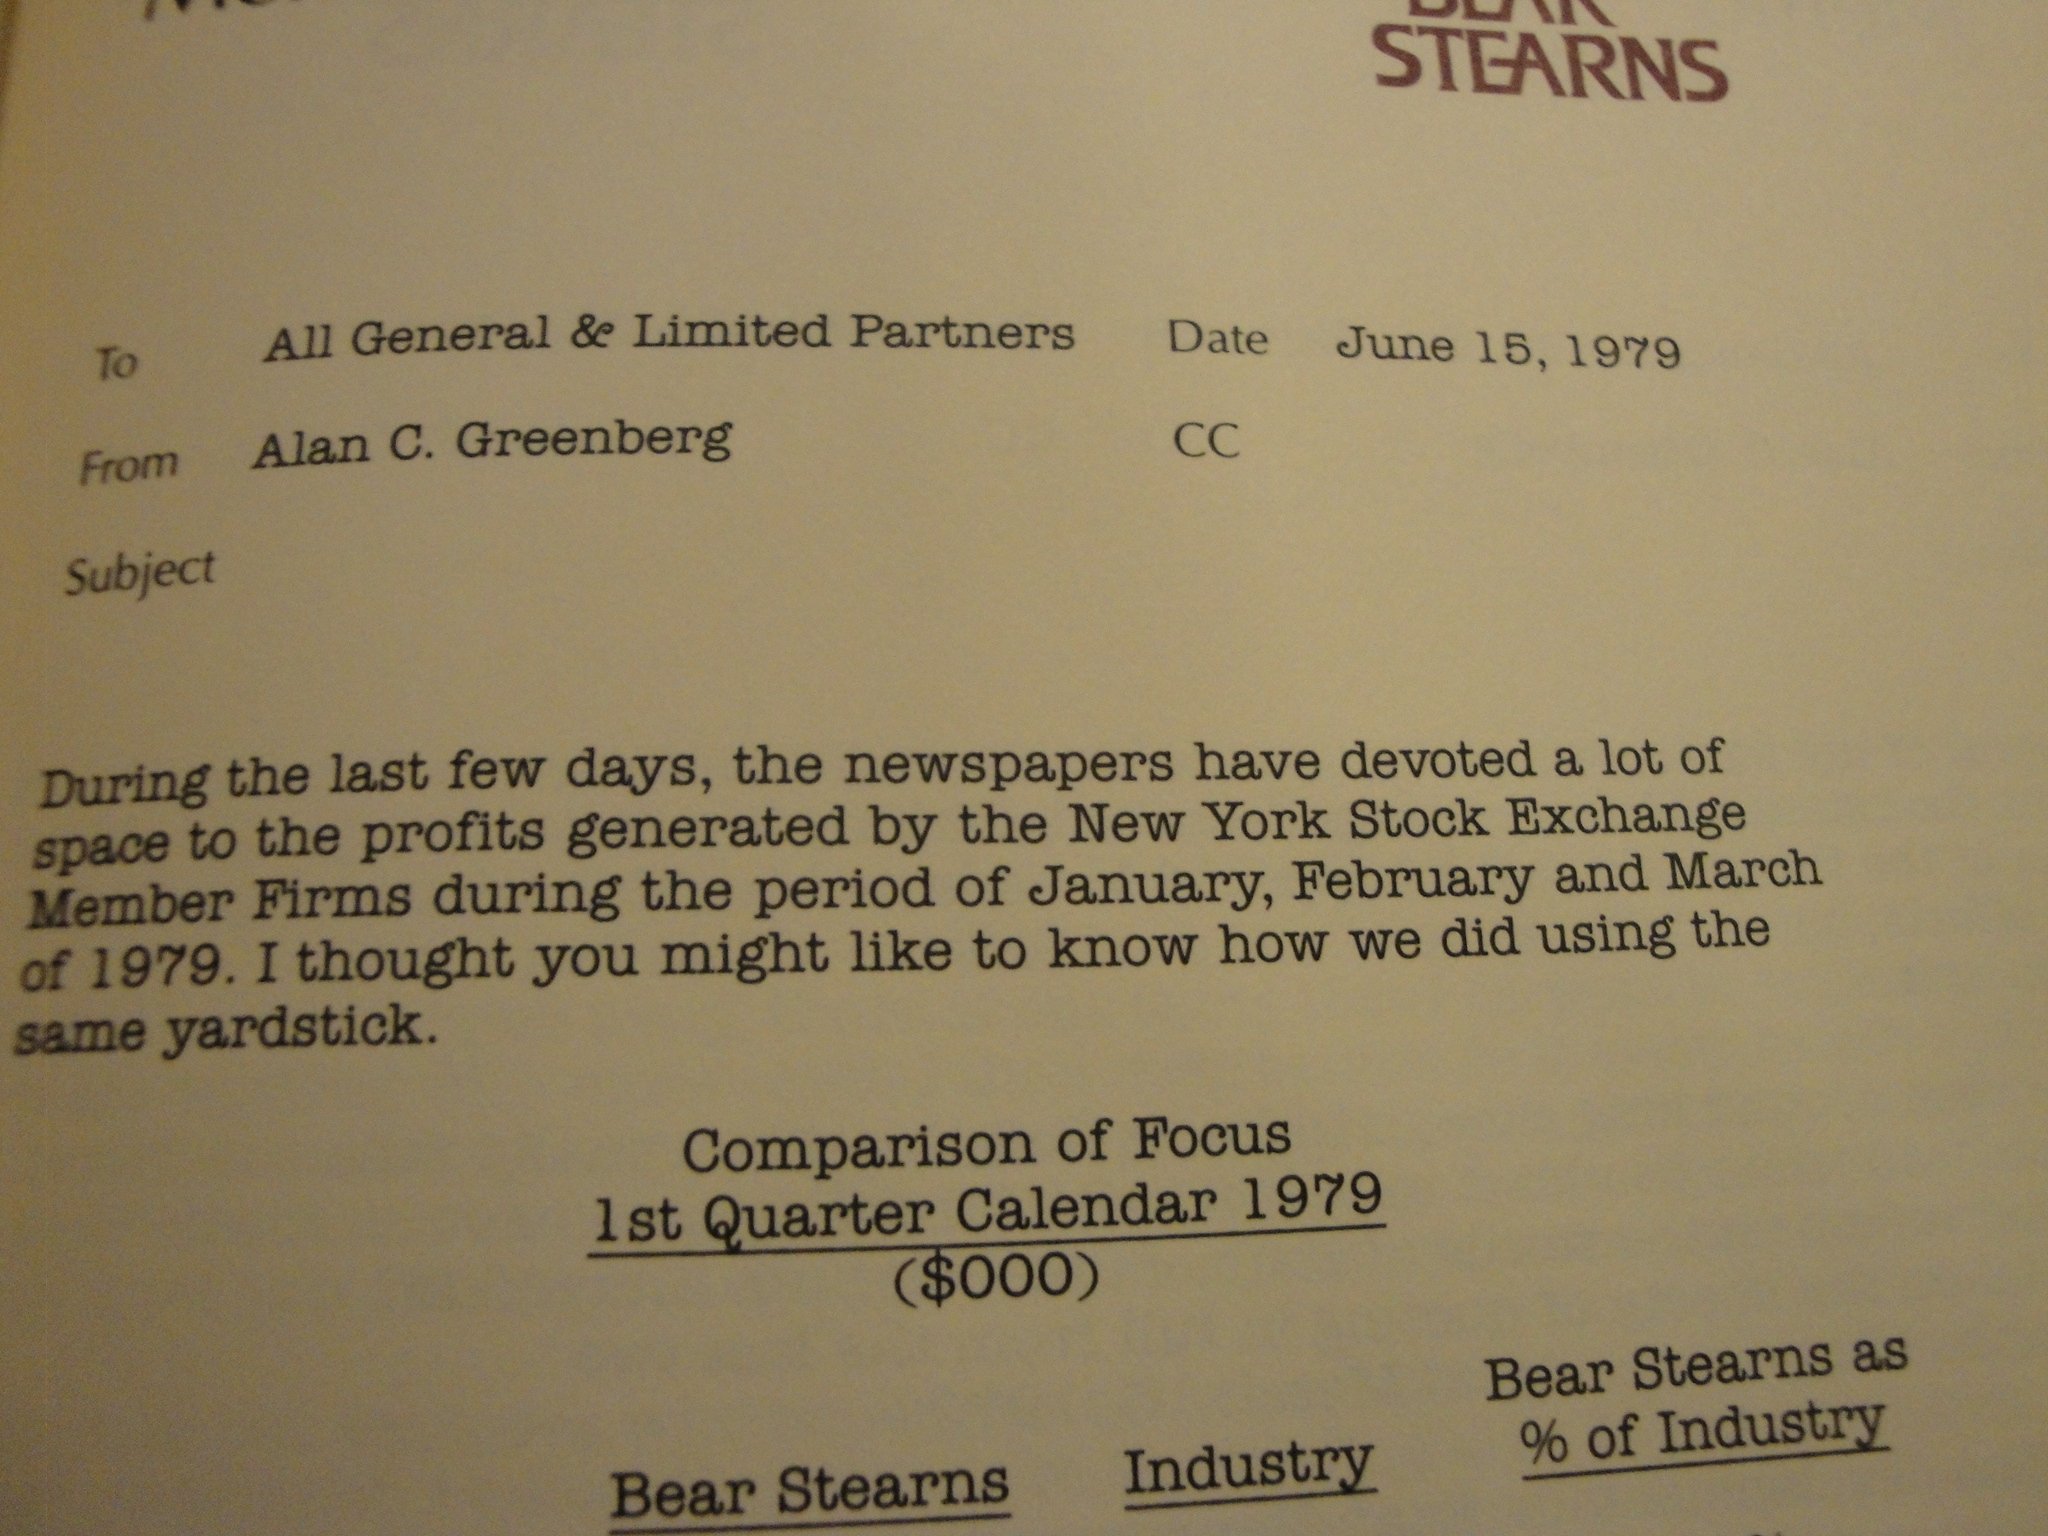 BEAR
STEARNS
To All General & Limited Partners Date June 15, 1979
From Alan C. Greenberg CC
Subject
During the last few days, the newspapers have devoted a lot of
space to the profits generated by the New York Stock Exchange
Member Firms during the period of January, February and March
of 1979. I thought you might like to know how we did using the
same yardstick.
Comparison of Focus
1st Quarter Calendar 1979
($000)
Bear Stearns as
% of Industry
Bear Stearns Industry